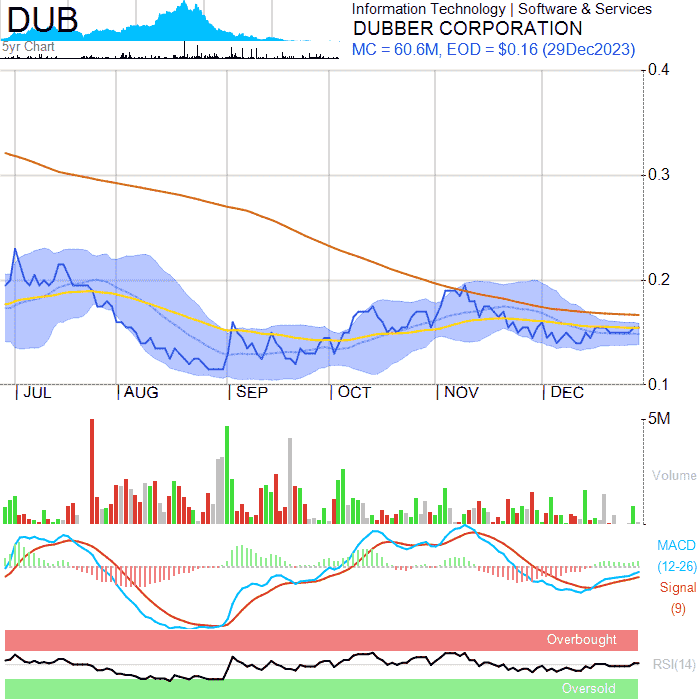 DUB
5yr Chart
Information Technology | Software & Services
DUBBER CORPORATION
MC = 60.6M, EOD = $0.16 (29Dec2023)
0.4
0.3
0.2
0.1
JUL AUG SEP OCT NOV DEC
5M
Volume
MACD
(12-26)
Signal
(9)
Overbought
RSI(14)
Oversold